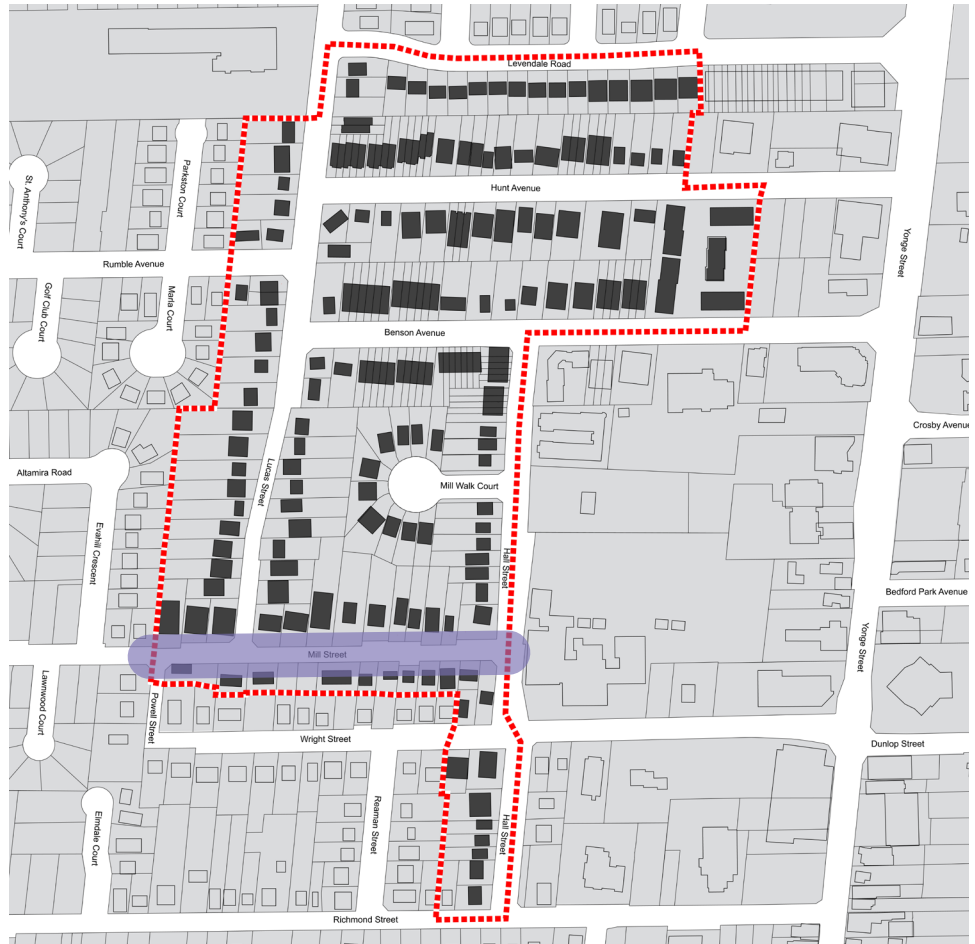 Levendale Road
Parkston Court
St. Anthony's Court
Hunt Avenue
Yonge Street
Rumble Avenue
Golf Club Court
Marla Court
Benson Avenue
Crosby Avenue
Lucas Street
Altamira Road
Mill Walk Court
Evahill Crescent
Hall Street
Bedford Park Avenue
Yonge Street
Mill Street
Lawnwood Court
Powell Street
Wright Street
Dunlop Street
Reaman Street
Hall Street
Elmdale Court
Richmond Street